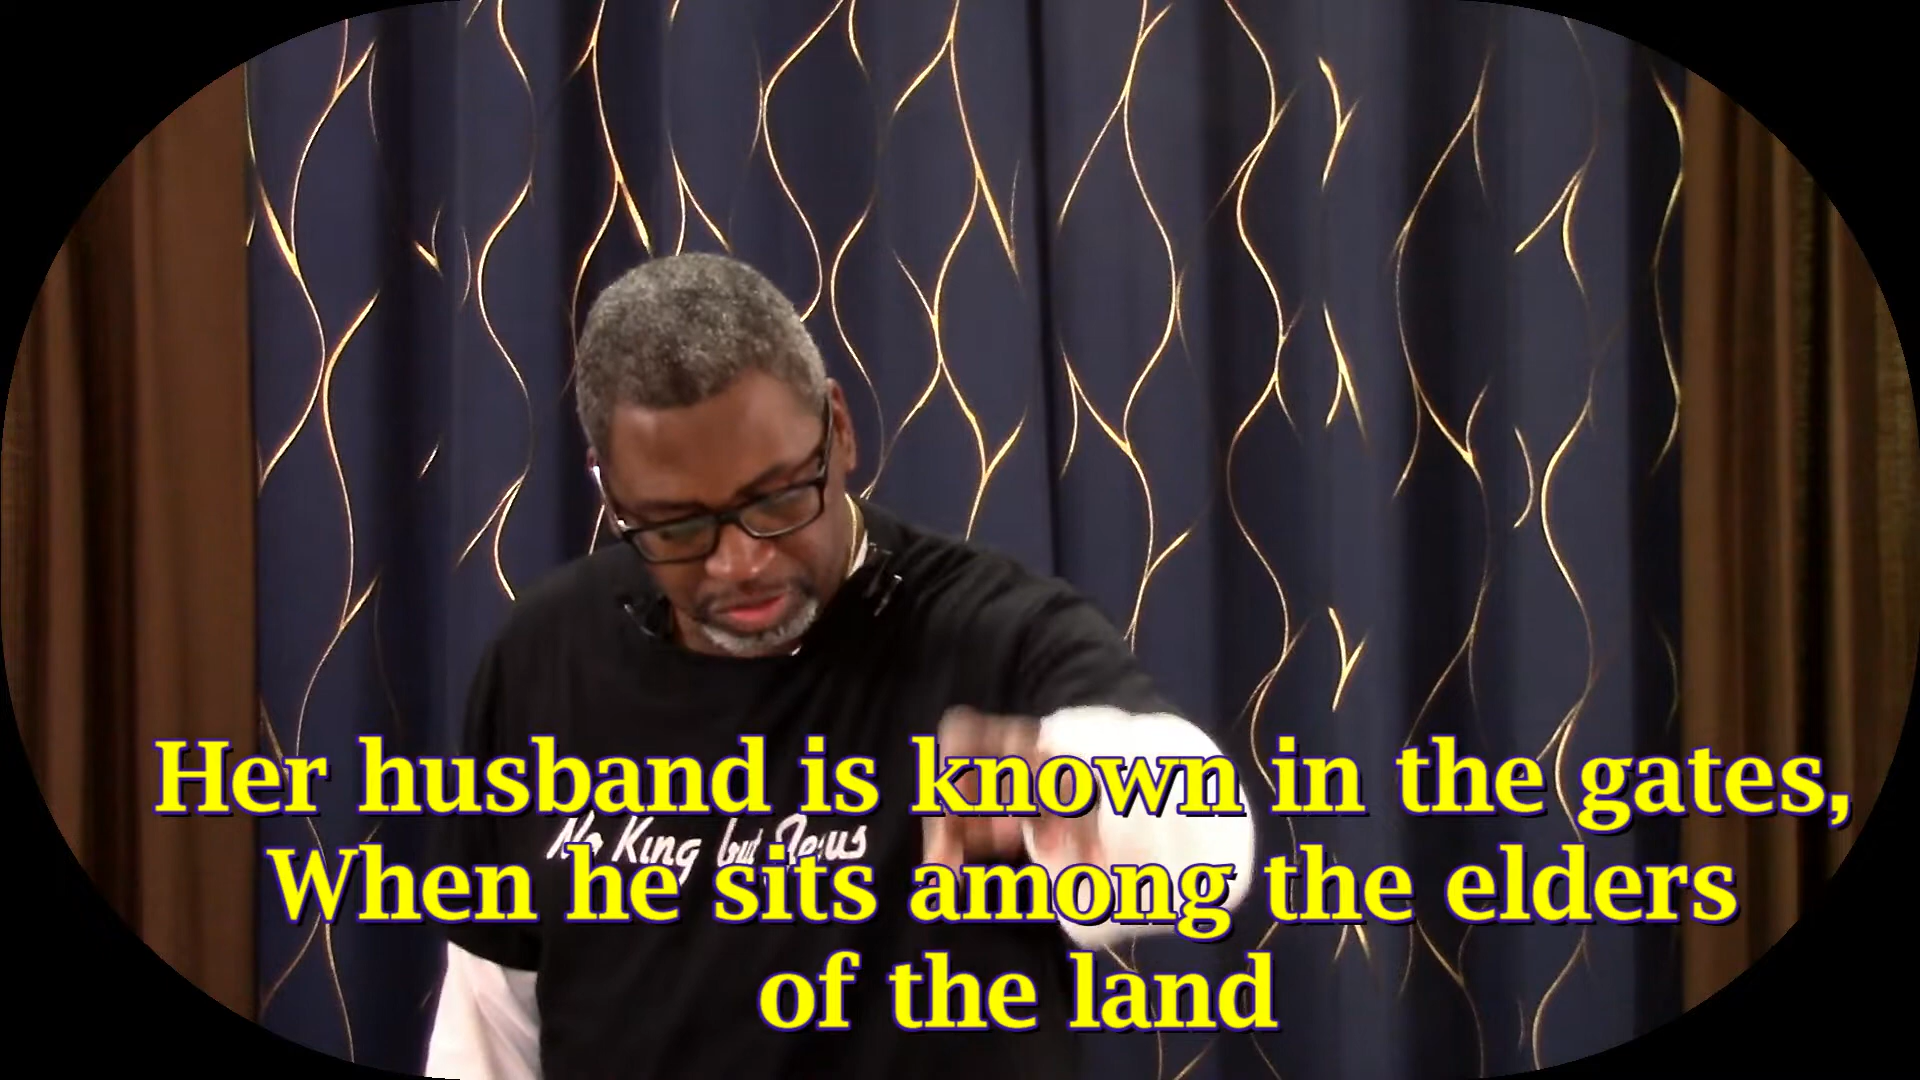 Her husband is known in the gates,
No King but Jesus
When he sits among the elders
of the land